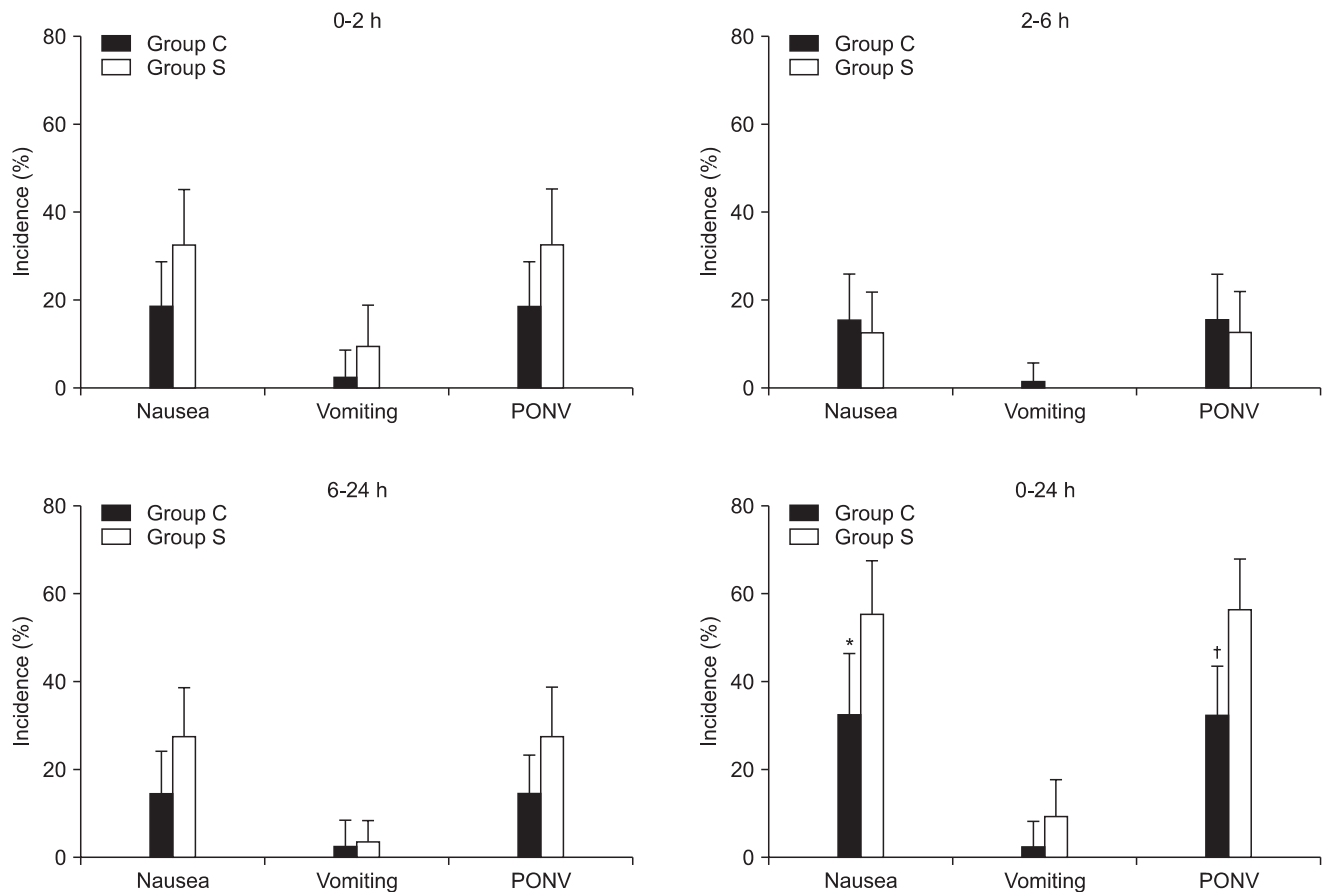 0-2 h
80
60
40
20
0
Incidence (%)
Group C
Group S
Nausea Vomiting PONV
2-6 h
80
60
40
20
0
Incidence (%)
Group C
Group S
Nausea Vomiting PONV
6-24 h
80
60
40
20
0
Incidence (%)
Group C
Group S
Nausea Vomiting PONV
0-24 h
80
60
40
20
0
Incidence (%)
Group C
Group S
*
†
Nausea Vomiting PONV